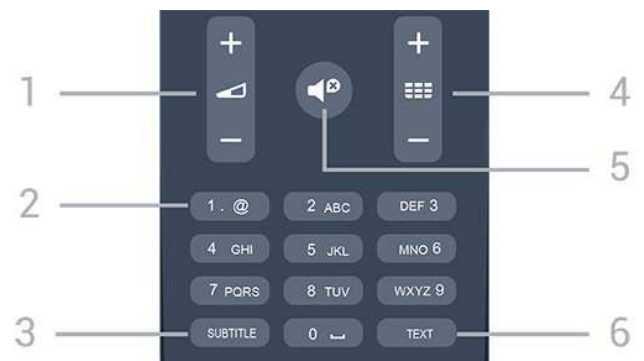 + +
1 4
- -
5
2 1 . @ 2 ABC DEF 3
4 GHI 5 JKL MNO 6
7 PQRS 8 TUV WXYZ 9
3 SUBTITLE 0 ⎵ TEXT 6